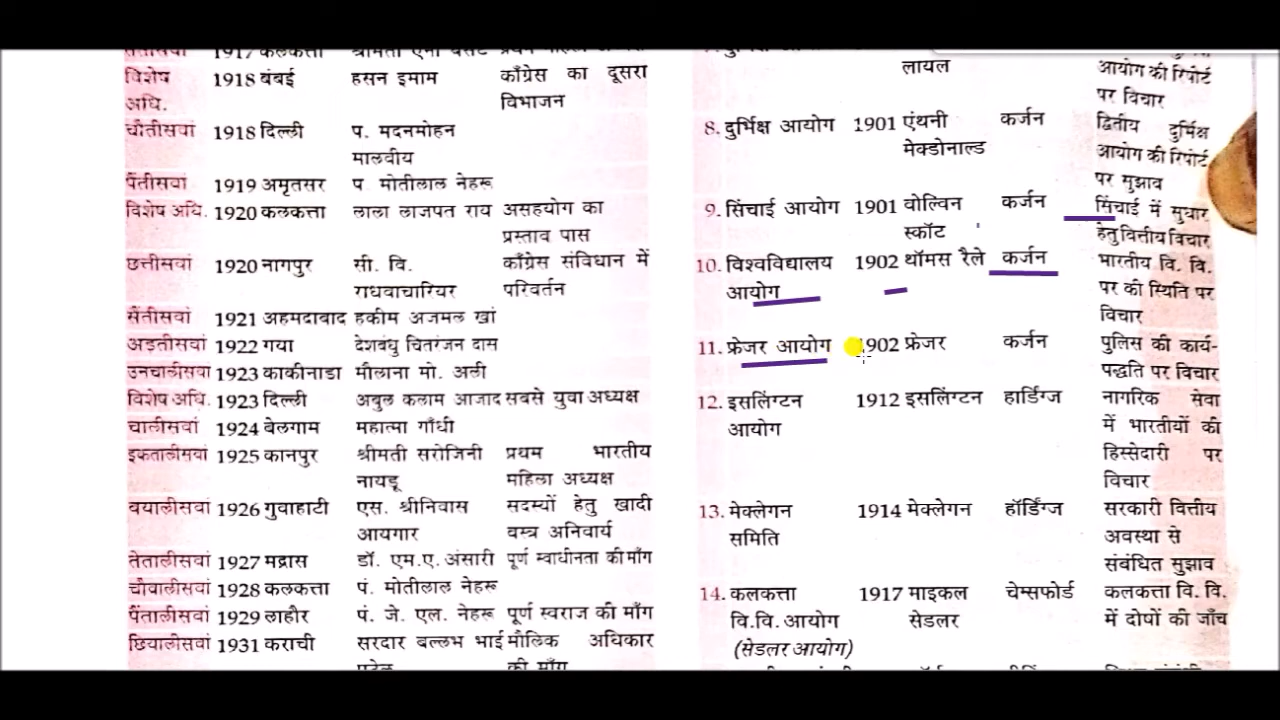 विशेष 1918 बंबई हसन इमाम काँग्रेस का दूसरा
अधि. विभाजन
चौतीसवां 1918 दिल्ली प. मदनमोहन
मालवीय
पैंतीसवां 1919 अमृतसर प मोतीलाल नेहरू
विशेष अधि. 1920 कलकत्ता लाला लाजपत राय असहयोग का
प्रस्ताव पास
छत्तीसवां 1920 नागपुर सी. वि. काँग्रेस संविधान में
राधवाचारियर परिवर्तन
सैंतीसवां 1921 अहमदाबाद हकीम अजमल खां
अड़तीसवां 1922 गया देशबंधु चितरंजन दास
उनचालीसवां 1923 काकीनाडा मौलाना मो. अली
विशेष अधि. 1923 दिल्ली अबुल कलाम आजाद सबसे युवा अध्यक्ष
चालीसवां 1924 बेलगाम महात्मा गाँधी
इकतालीसवां 1925 कानपुर श्रीमती सरोजिनी प्रथम भारतीय
नायडू महिला अध्यक्ष
बयालीसवां 1926 गुवाहाटी एस. श्रीनिवास सदस्यों हेतु खादी
आयगार वस्त्र अनिवार्य
तेतालीसवां 1927 मद्रास डॉ. एम.ए. अंसारी पूर्ण स्वाधीनता की माँग
चौवालीसवां 1928 कलकत्ता पं. मोतीलाल नेहरू
पैंतालीसवां 1929 लाहौर पं. जे. एल. नेहरू पूर्ण स्वराज की माँग
छियालीसवां 1931 कराची सरदार बल्लभ भाई मौलिक अधिकार
की माँग
लायल आयोग की रिपोर्ट
पर विचार
8. दुर्भिक्ष आयोग 1901 एंथनी कर्जन द्वितीय दुर्भिक्ष
मेक्डोनाल्ड आयोग की रिपोर्ट
पर सुझाव
9. सिंचाई आयोग 1901 वोल्विन कर्जन सिंचाई में सुधार
स्कॉट हेतु वित्तीय विचार
10. विश्वविद्यालय 1902 थॉमस रैले कर्जन भारतीय वि. वि.
आयोग पर की स्थिति पर
विचार
11. फ्रेजर आयोग 1902 फ्रेजर कर्जन पुलिस की कार्य-
पद्धति पर विचार
12. इसलिंग्टन 1912 इसलिंग्टन हार्डिंग्ज नागरिक सेवा
आयोग में भारतीयों की
हिस्सेदारी पर
विचार
13. मेक्लेगन 1914 मेक्लेगन हॉर्डिंग्ज सरकारी वित्तीय
समिति अवस्था से
संबंधित सुझाव
14. कलकत्ता 1917 माइकल चेम्सफोर्ड कलकत्ता वि. वि.
वि.वि. आयोग सेडलर में दोपों की जाँच
(सेडलर आयोग)